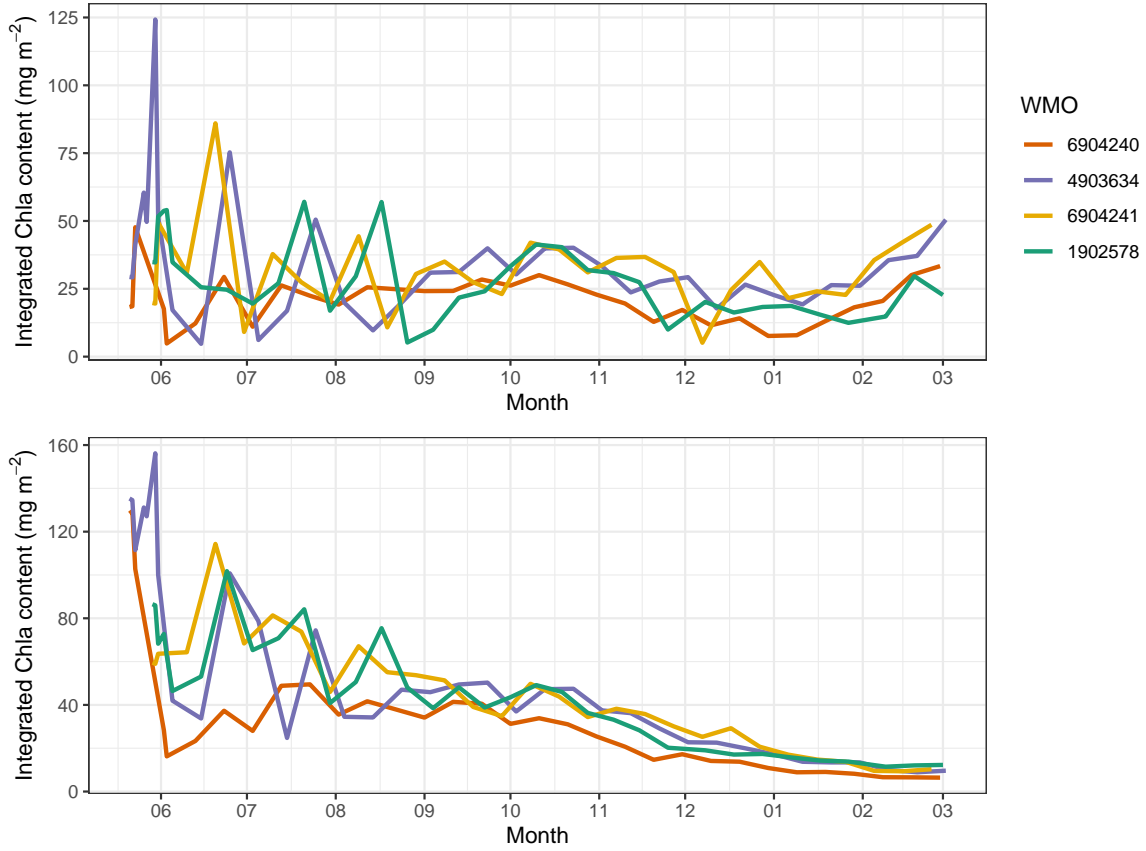 Integrated Chla content (mg m⁻²)
125
100
75
50
25
0
06 07 08 09 10 11 12 01 02 03
Month
WMO
6904240
4903634
6904241
1902578
Integrated Chla content (mg m⁻²)
160
120
80
40
0
06 07 08 09 10 11 12 01 02 03
Month